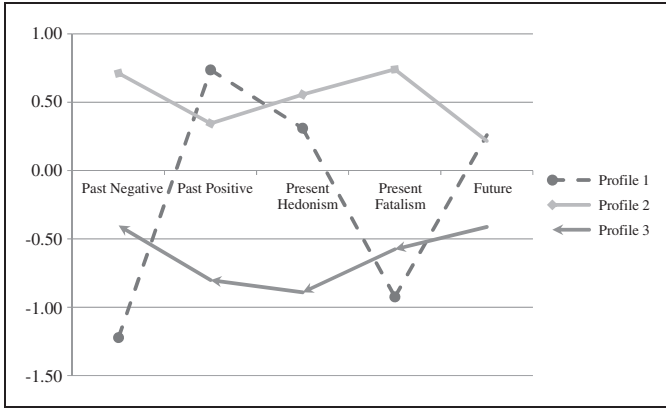 1.00
0.50
0.00
Past Negative Past Positive Present Present Future
Hedonism Fatalism
-0.50
-1.00
-1.50
Profile 1
Profile 2
Profile 3